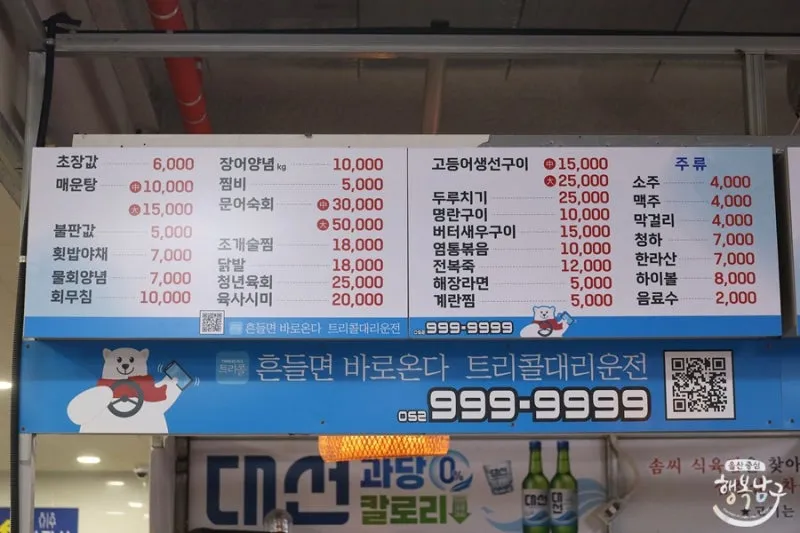 초장값 6,000
매운탕 中 10,000
大 15,000
불판값 5,000
횟밥야채 7,000
물회양념 7,000
회무침 10,000
장어양념 kg 10,000
찜비 5,000
문어숙회 中 30,000
大 50,000
조개술찜 18,000
닭발 18,000
청년육회 25,000
육사시미 20,000
고등어생선구이 中 15,000
大 25,000
두루치기 25,000
명란구이 10,000
버터새우구이 15,000
염통볶음 10,000
전복죽 12,000
해장라면 5,000
계란찜 5,000
주류
소주 4,000
맥주 4,000
막걸리 4,000
청하 7,000
한라산 7,000
하이볼 8,000
음료수 2,000
흔들면 바로온다 트리콜대리운전 052 999-9999
트리콜 흔들면 바로온다 트리콜대리운전
052 999-9999
대선 과당 0%
칼로리
대선 대선
솜씨 식육 찾아
울산중심
행복남구